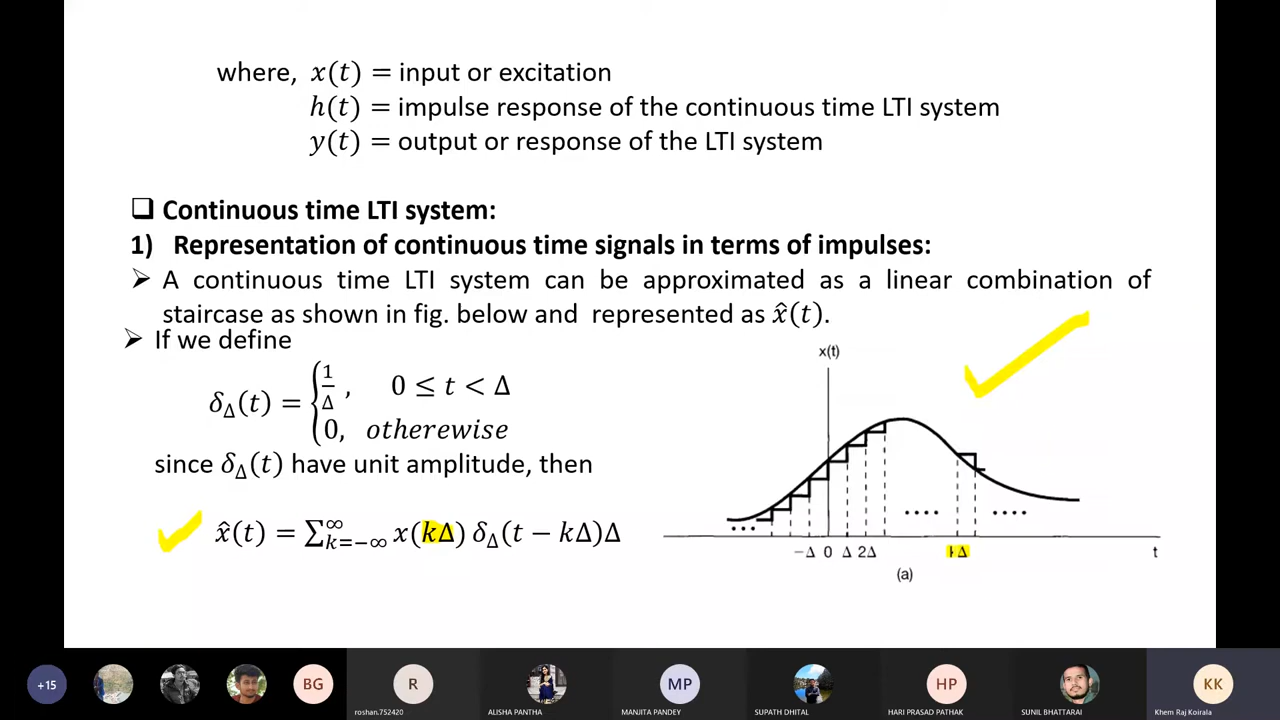 where, x(t) = input or excitation
h(t) = impulse response of the continuous time LTI system
y(t) = output or response of the LTI system
❑ Continuous time LTI system:
1) Representation of continuous time signals in terms of impulses:
➢ A continuous time LTI system can be approximated as a linear combination of
staircase as shown in fig. below and represented as x̂(t).
➢ If we define
δ_Δ(t) = { 1/Δ , 0 ≤ t < Δ
0, otherewise
since δ_Δ(t) have unit amplitude, then
x̂(t) = ∑_{k=−∞}^{∞} x(kΔ) δ_Δ(t − kΔ)Δ
x(t)
−Δ 0 Δ 2Δ kΔ t
(a)
+15 BG R MP HP KK
roshan.752420 ALISHA PANTHA MANJITA PANDEY SUPATH DHITAL HARI PRASAD PATHAK SUNIL BHATTARAI Khem Raj Koirala